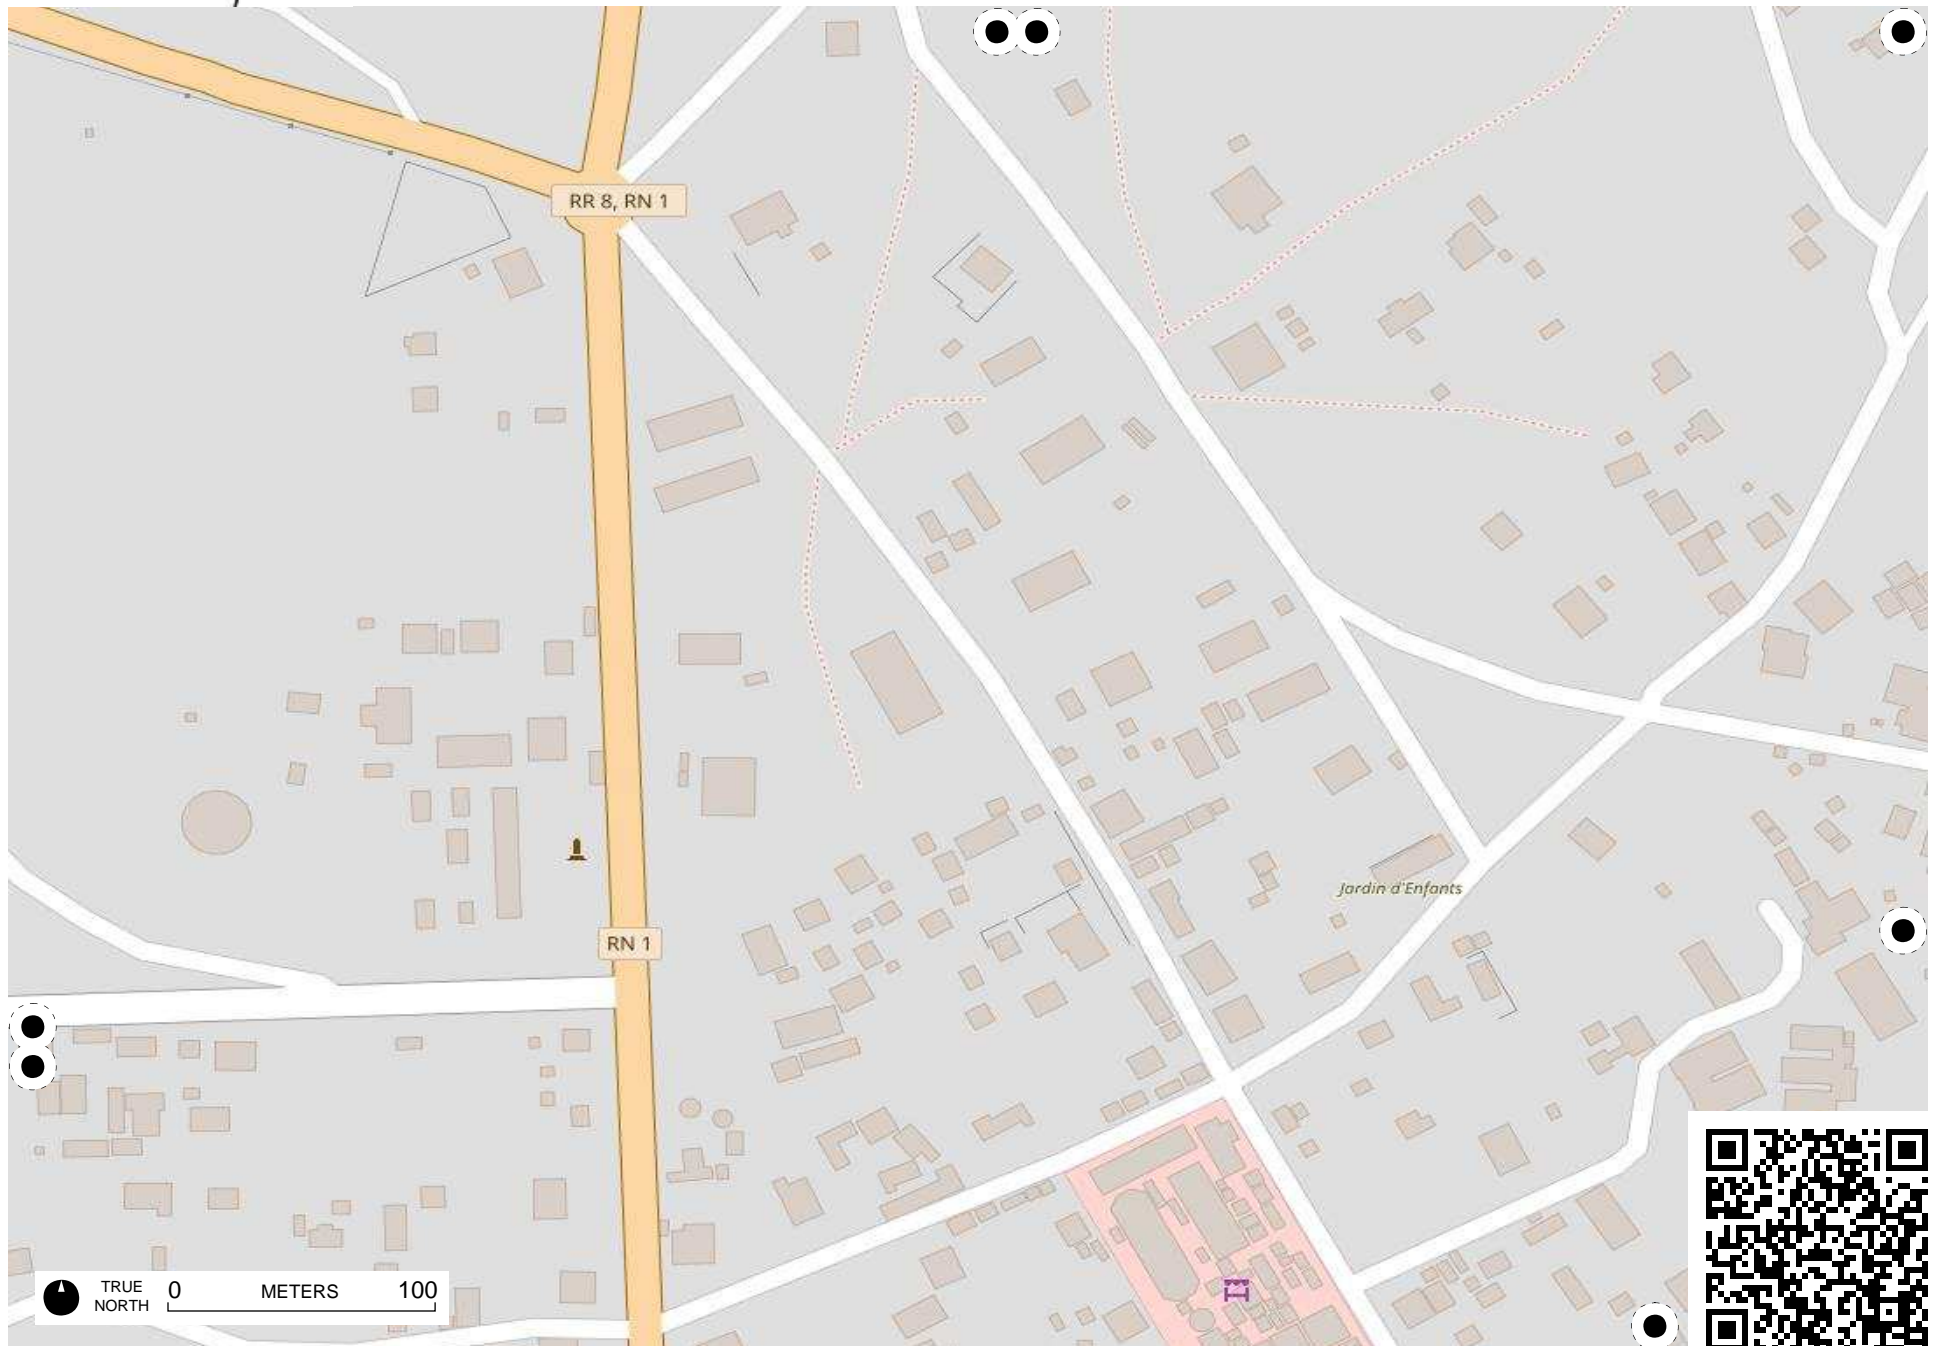 RR 8, RN 1
Jardin d'Enfants
RN 1
TRUE
NORTH
0 METERS 100